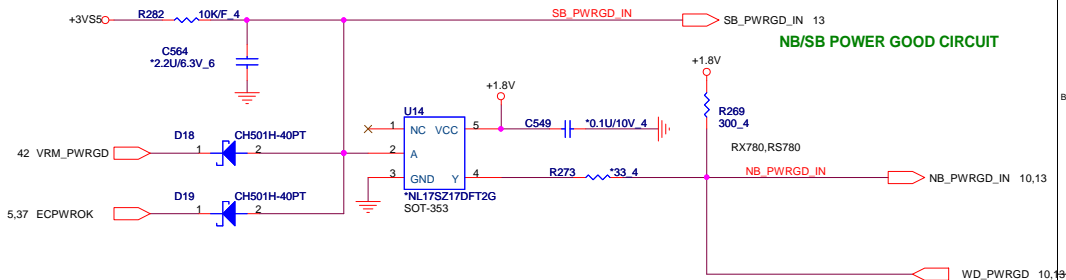 +3VS5
R282
10K/F_4
SB_PWRGD_IN
SB_PWRGD_IN 13
NB/SB POWER GOOD CIRCUIT
C564
*2.2U/6.3V_6
+1.8V
+1.8V
B
U14
R269
300_4
1
NC VCC
5
C549
*0.1U/10V_4
D18
CH501H-40PT
RX780,RS780
42 VRM_PWRGD
1
2
2
A
3
GND Y
4
R273
*33_4
NB_PWRGD_IN
NB_PWRGD_IN 10,13
*NL17SZ17DFT2G
SOT-353
D19
CH501H-40PT
5,37 ECPWROK
1
2
WD_PWRGD 10,13